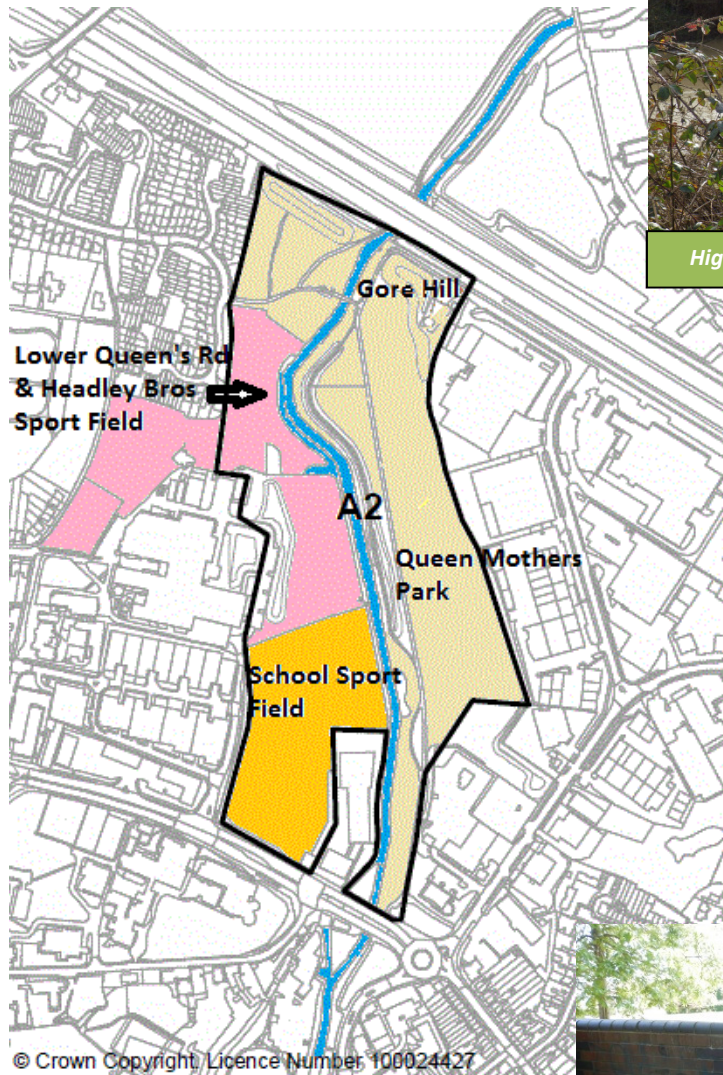 Hig
Gore Hill
Lower Queen's Rd
& Headley Bros
Sport Field
A2
Queen Mothers
Park
School Sport
Field
© Crown Copyright. Licence Number 100024427